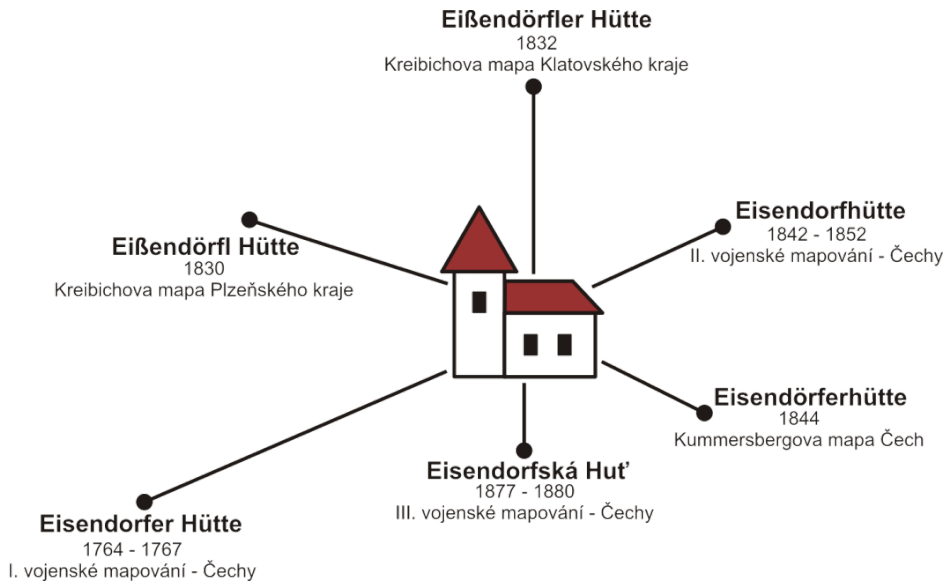 Eißendörfler Hütte
1832
Kreibichova mapa Klatovského kraje
Eisendorfhütte
1842 - 1852
II. vojenské mapování - Čechy
Eißendörfl Hütte
1830
Kreibichova mapa Plzeňského kraje
Eisendörferhütte
1844
Kummersbergova mapa Čech
Eisendorfská Huť
1877 - 1880
III. vojenské mapování - Čechy
Eisendorfer Hütte
1764 - 1767
I. vojenské mapování - Čechy